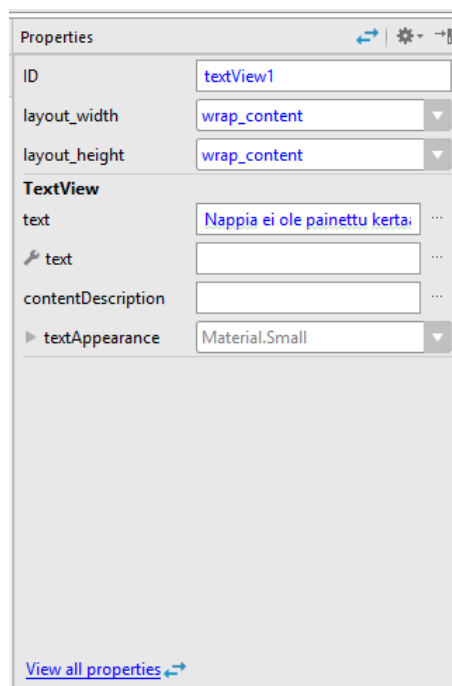 Properties
ID textView1
layout_width wrap_content
layout_height wrap_content
TextView
text Nappia ei ole painettu
text
contentDescription
textAppearance Material.Small
View all properties